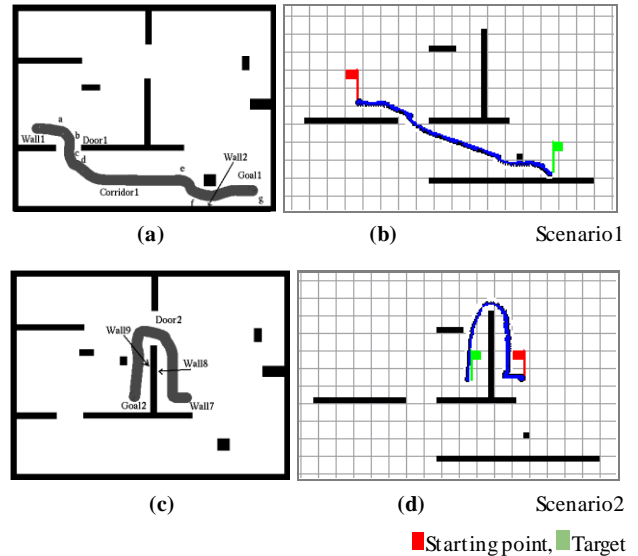 a
b
Wall1
Door1
c
d
e
Wall2
Corridor1
Goal1
f
g
(a)
(b)
Scenario1
Door2
Wall9
Wall8
Goal2
Wall7
(c)
(d)
Scenario2
Starting point, Target